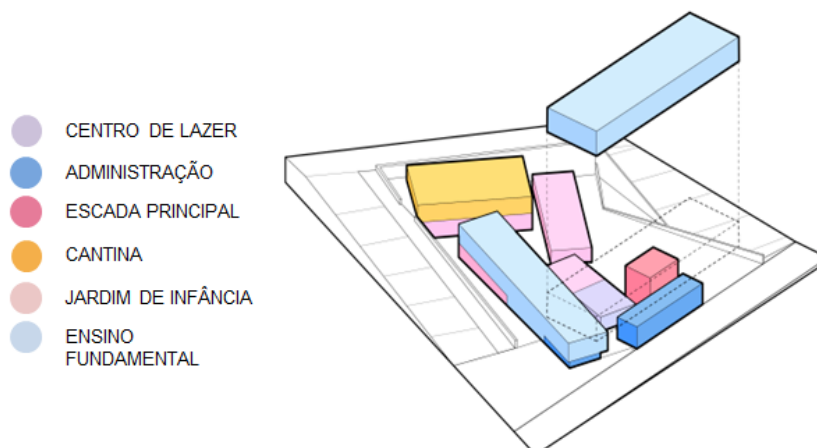 CENTRO DE LAZER
ADMINISTRAÇÃO
ESCADA PRINCIPAL
CANTINA
JARDIM DE INFÂNCIA
ENSINO
FUNDAMENTAL